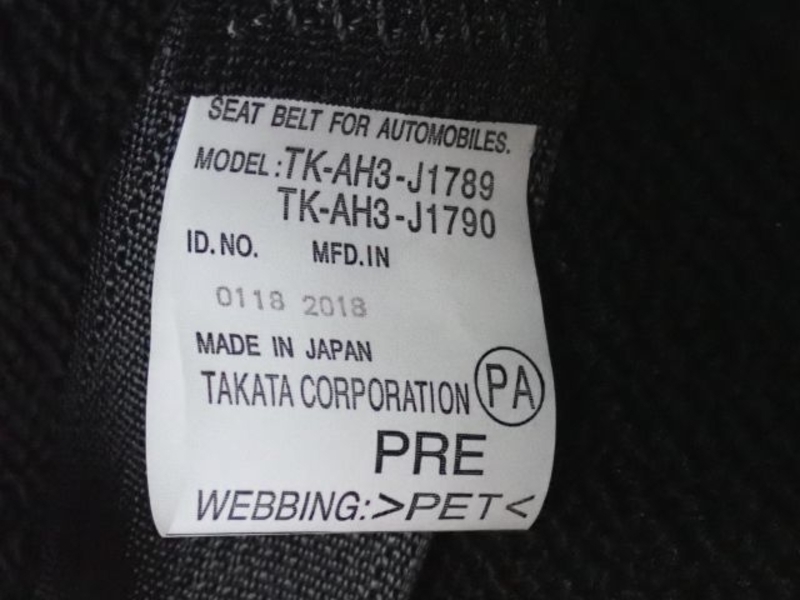 SEAT BELT FOR AUTOMOBILES.
MODEL:TK-AH3-J1789
TK-AH3-J1790
ID.NO. MFD.IN
0118 2018
MADE IN JAPAN
TAKATA CORPORATION PA
PRE
WEBBING:>PET<